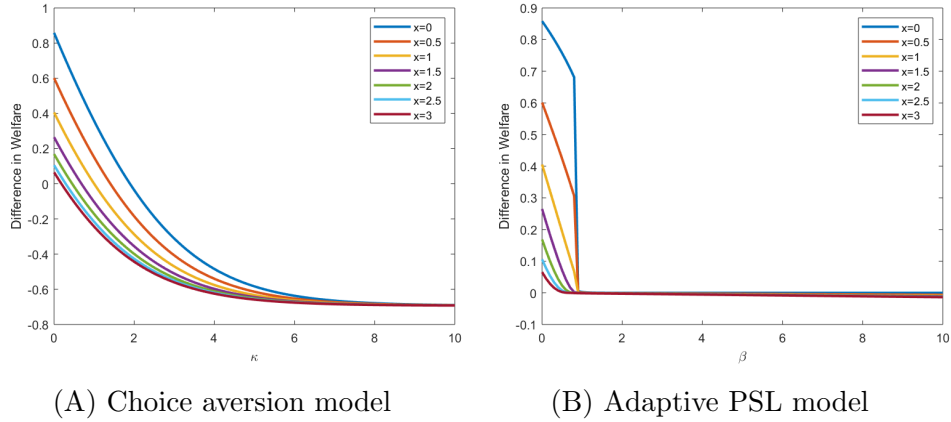 1
0.8
0.6
0.4
0.2
0
-0.2
-0.4
-0.6
-0.8
Difference in Welfare
0 2 4 6 8 10
κ
x=0
x=0.5
x=1
x=1.5
x=2
x=2.5
x=3
(A) Choice aversion model
0.9
0.8
0.7
0.6
0.5
0.4
0.3
0.2
0.1
0
-0.1
Difference in Welfare
0 2 4 6 8 10
β
x=0
x=0.5
x=1
x=1.5
x=2
x=2.5
x=3
(B) Adaptive PSL model